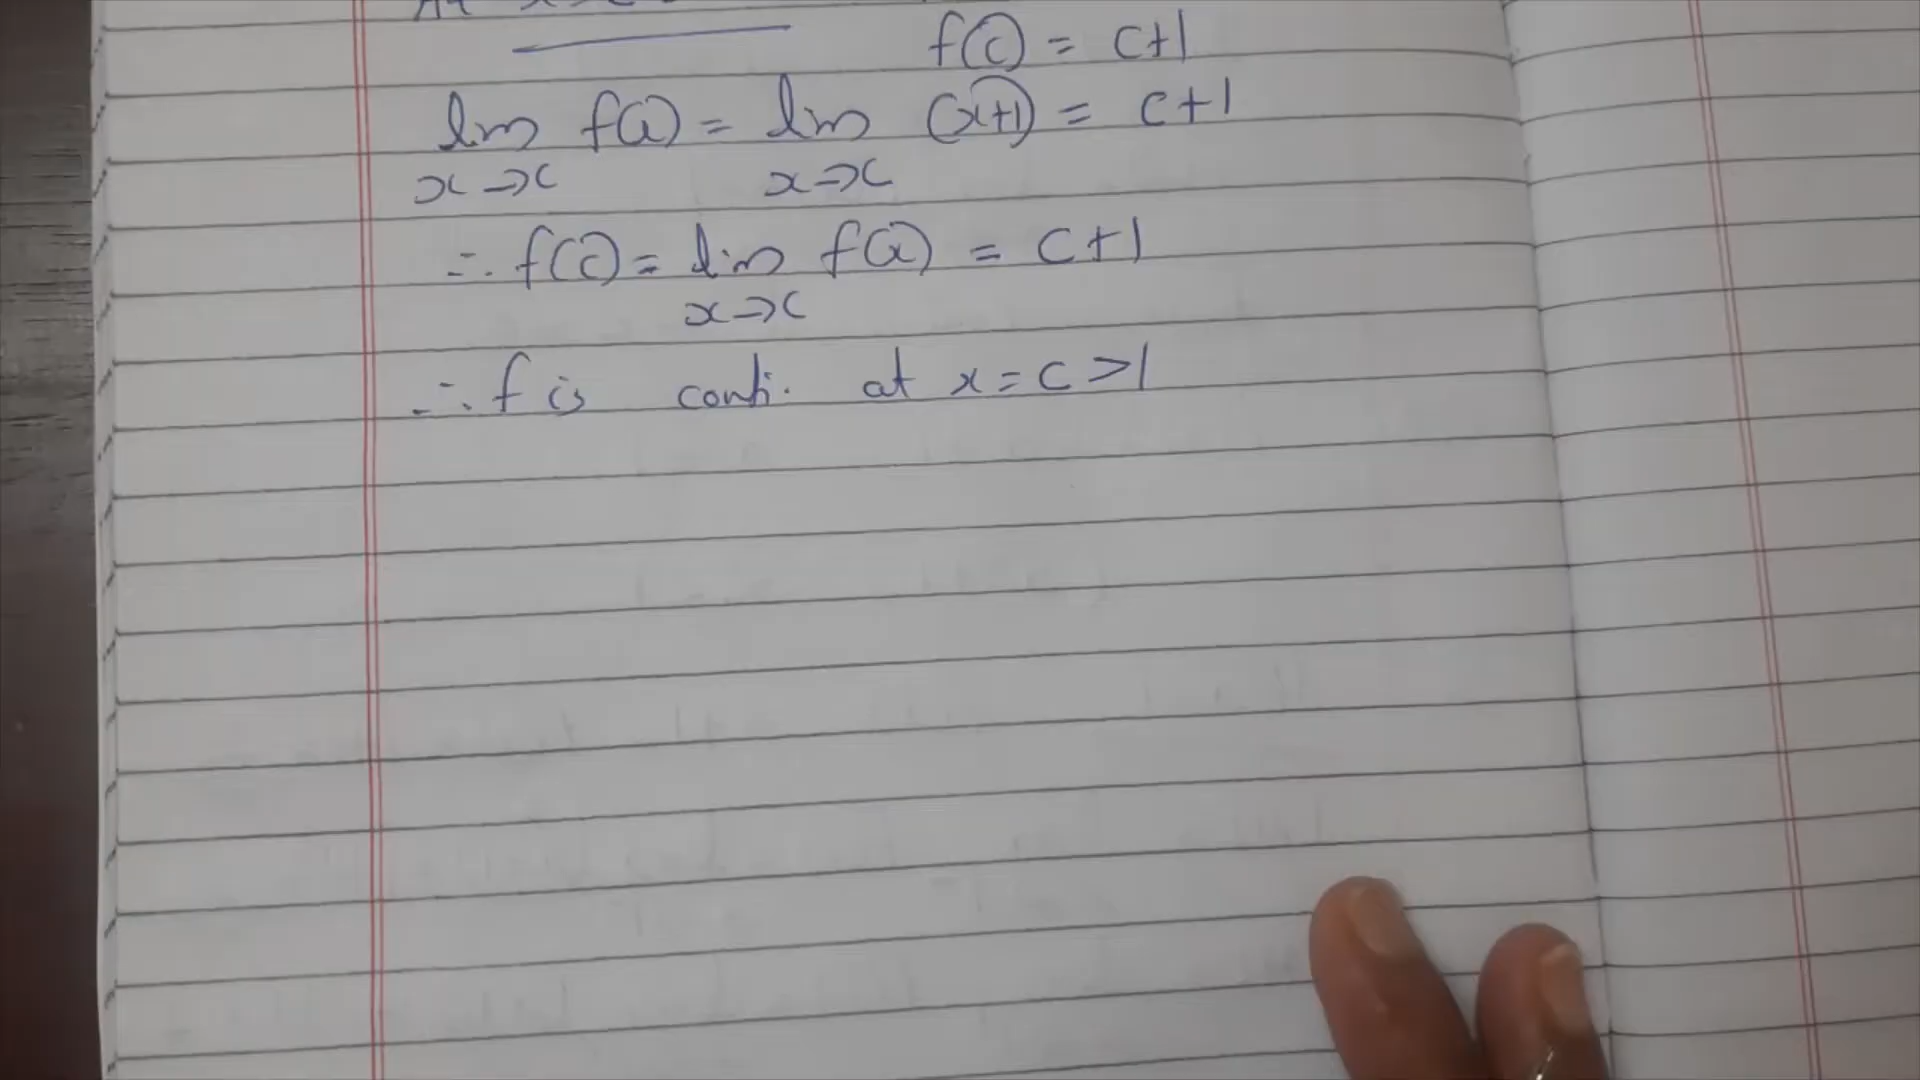 f(c) = c+1
lim f(x) = lim (x+1) = c+1
x→c x→c
∴ f(c) = lim f(x) = c+1
x→c
∴ f is conti. at x = c >1